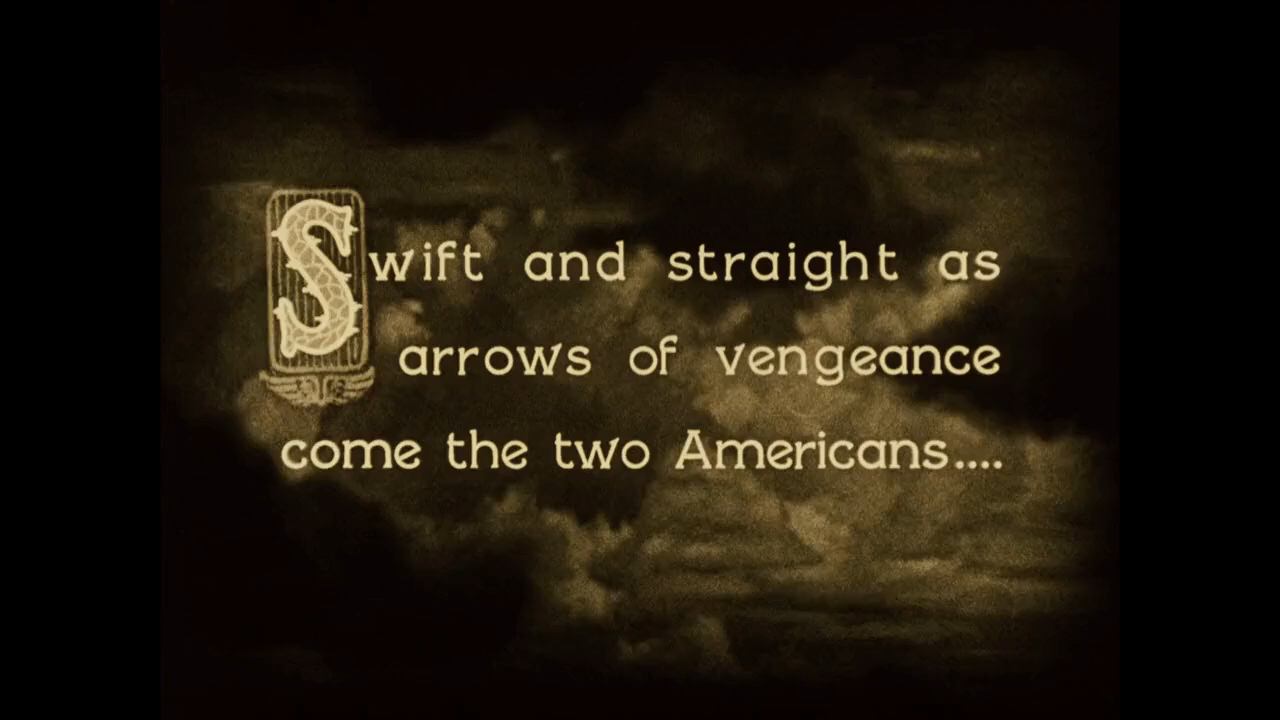 Swift and straight as
arrows of vengeance
come the two Americans....